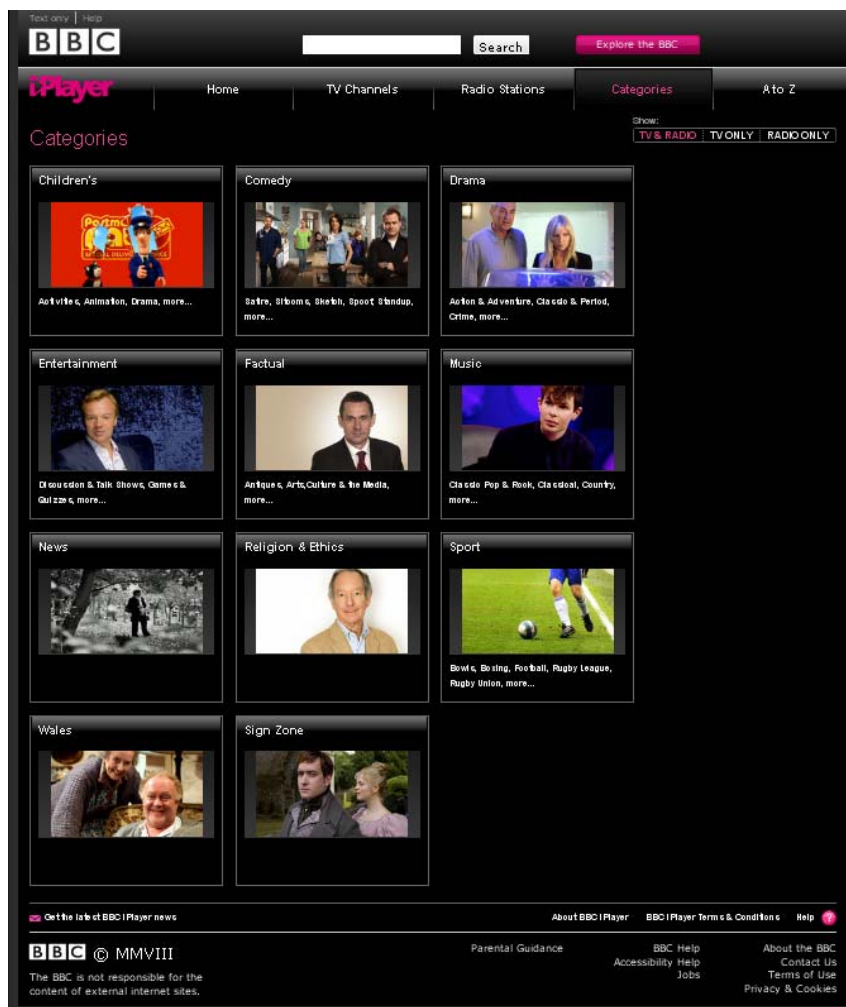 Text only | Help
BBC
Search
Explore the BBC
iPlayer
Home
TV Channels
Radio Stations
Categories
A to Z
Categories
Show:
TV & RADIO
TV ONLY
RADIO ONLY
Children's
Comedy
Drama
Activities, Animation, Drama, more...
Satire, Sitcoms, Sketch, Spoof, Standup,
more...
Action & Adventure, Classic & Period,
Crime, more...
Entertainment
Factual
Music
Discussion & Talk Shows, Games &
Quizzes, more...
Antiques, Arts,Culture & the Media,
more...
Classic Pop & Rock, Classical, Country,
more...
News
Religion & Ethics
Sport
Bowls, Boxing, Football, Rugby League,
Rugby Union, more...
Wales
Sign Zone
Get the latest BBC iPlayer news
About BBC iPlayer
BBC iPlayer Terms & Conditions
Help ?
BBC © MMVIII
The BBC is not responsible for the
content of external internet sites.
Parental Guidance
BBC Help
Accessibility Help
Jobs
About the BBC
Contact Us
Terms of Use
Privacy & Cookies